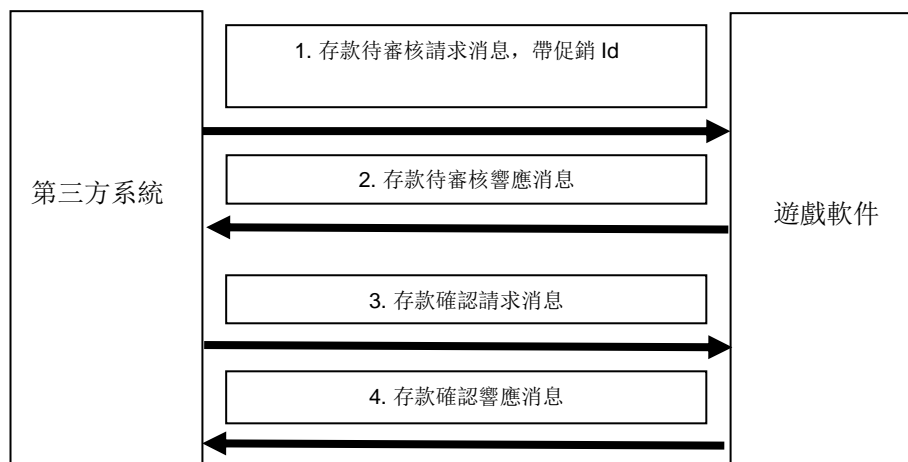 1. 存款待審核請求消息，帶促銷 Id
2. 存款待審核響應消息
第三方系統
遊戲軟件
3. 存款確認請求消息
4. 存款確認響應消息